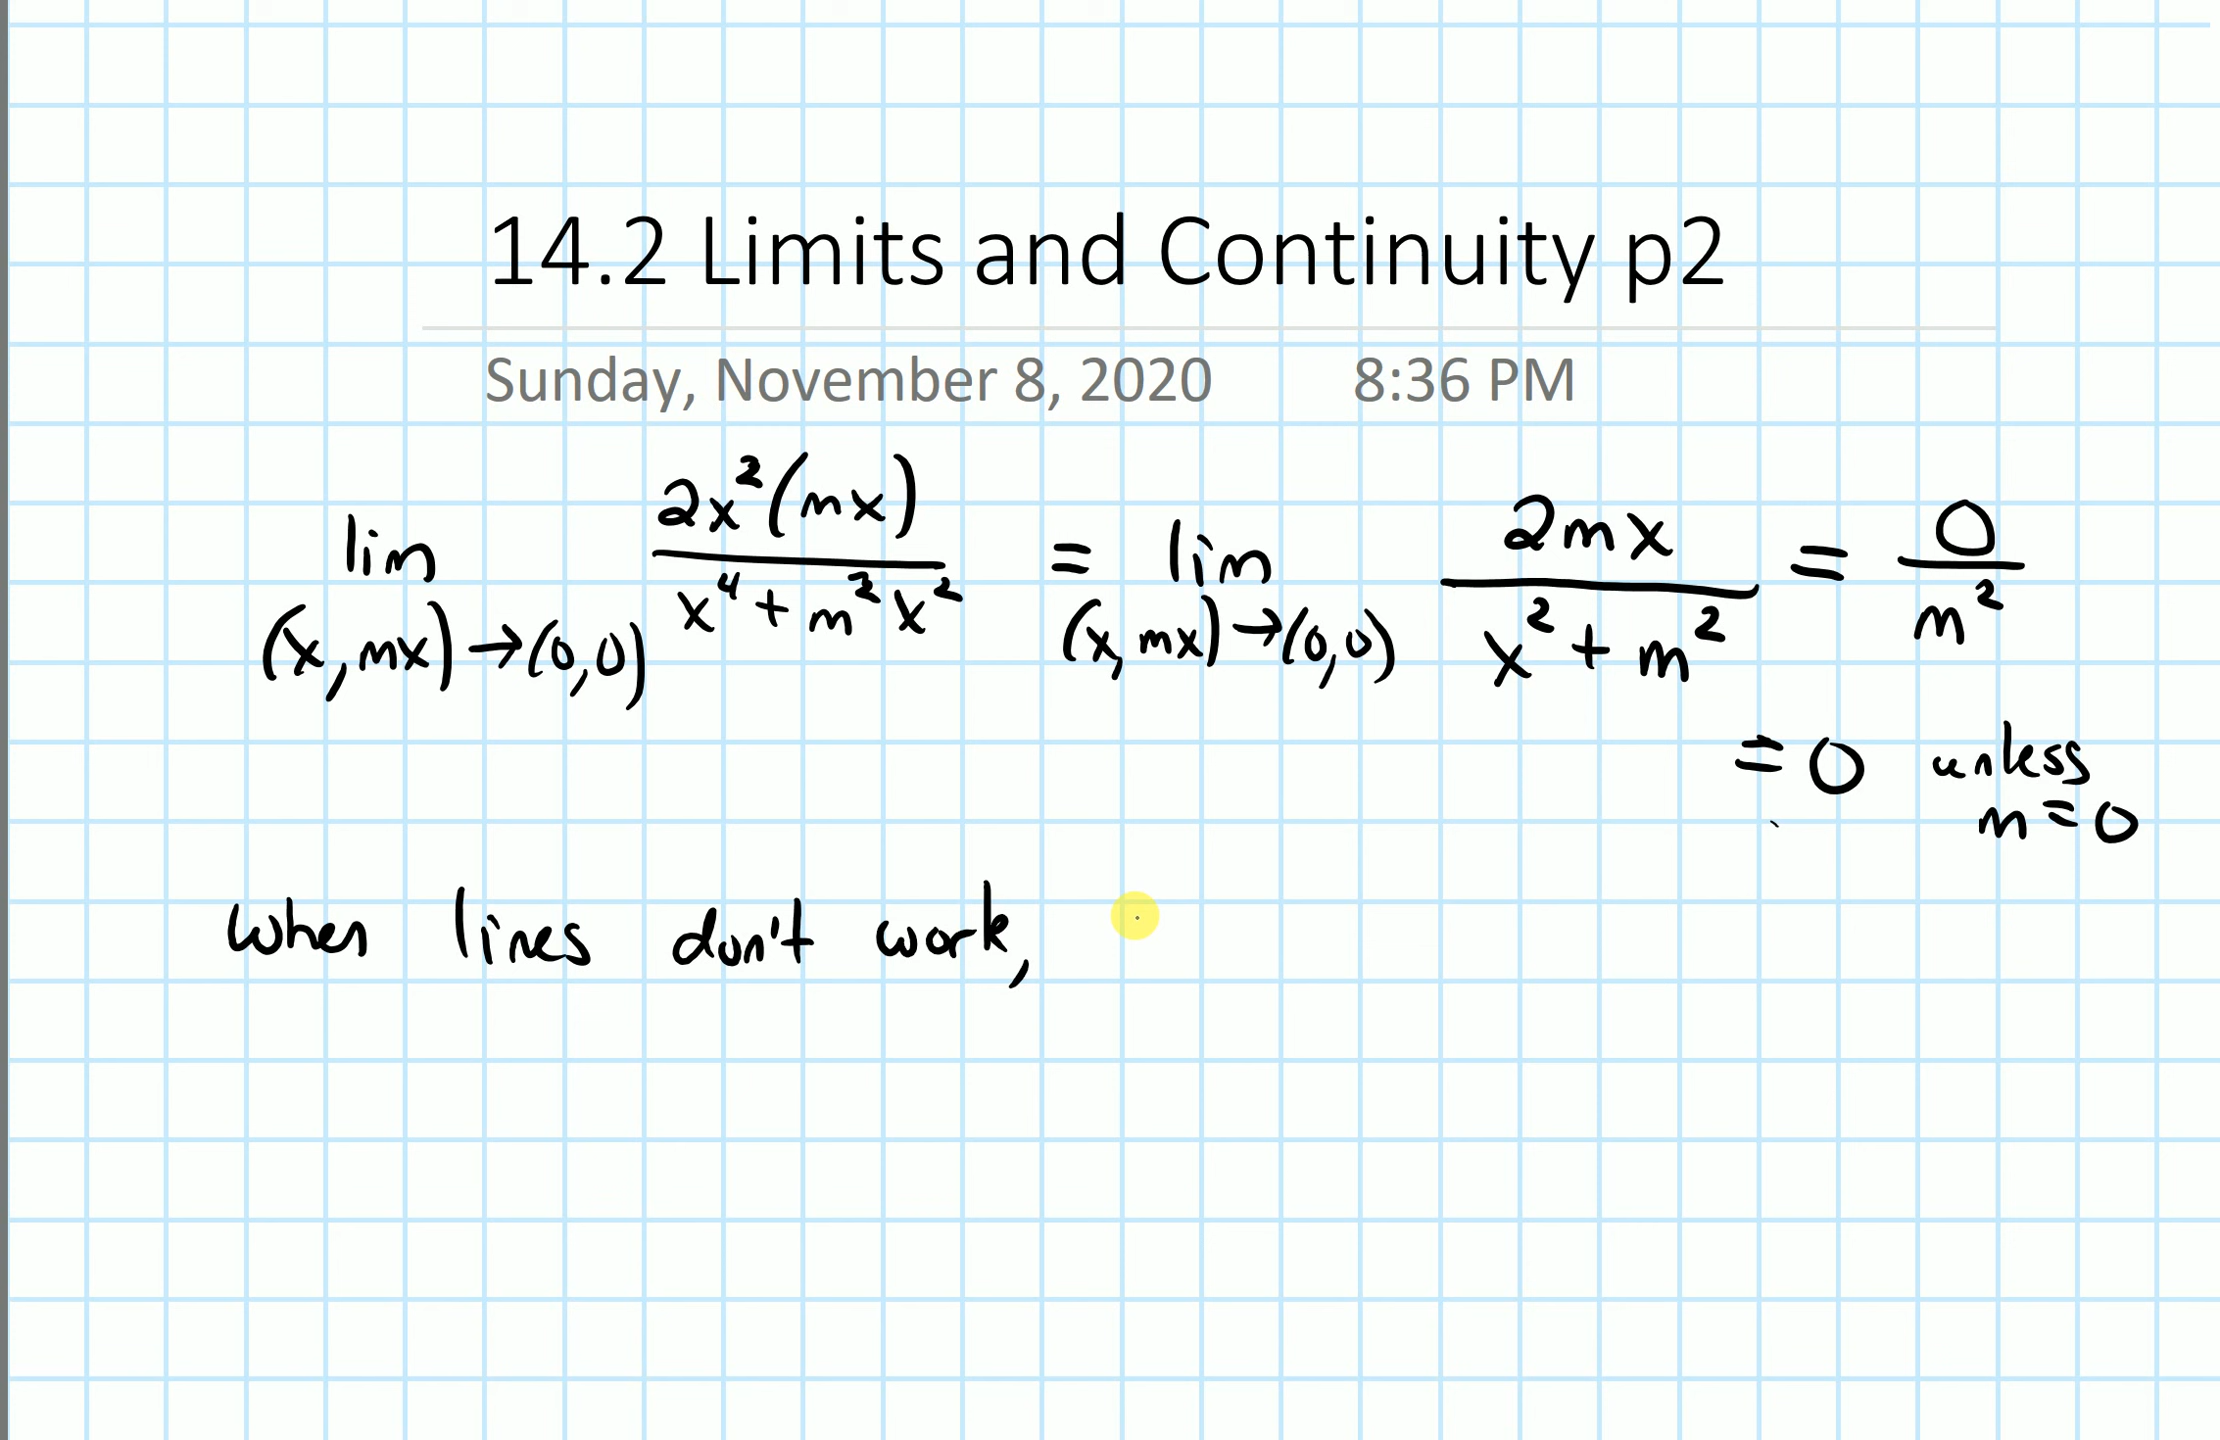 14.2 Limits and Continuity p2
Sunday, November 8, 2020 8:36 PM
lim (x,mx)→(0,0) 2x²(mx) / x⁴+m²x² = lim (x,mx)→(0,0) 2mx / x²+m² = 0/m²
=0 unless
m=0
when lines don't work,